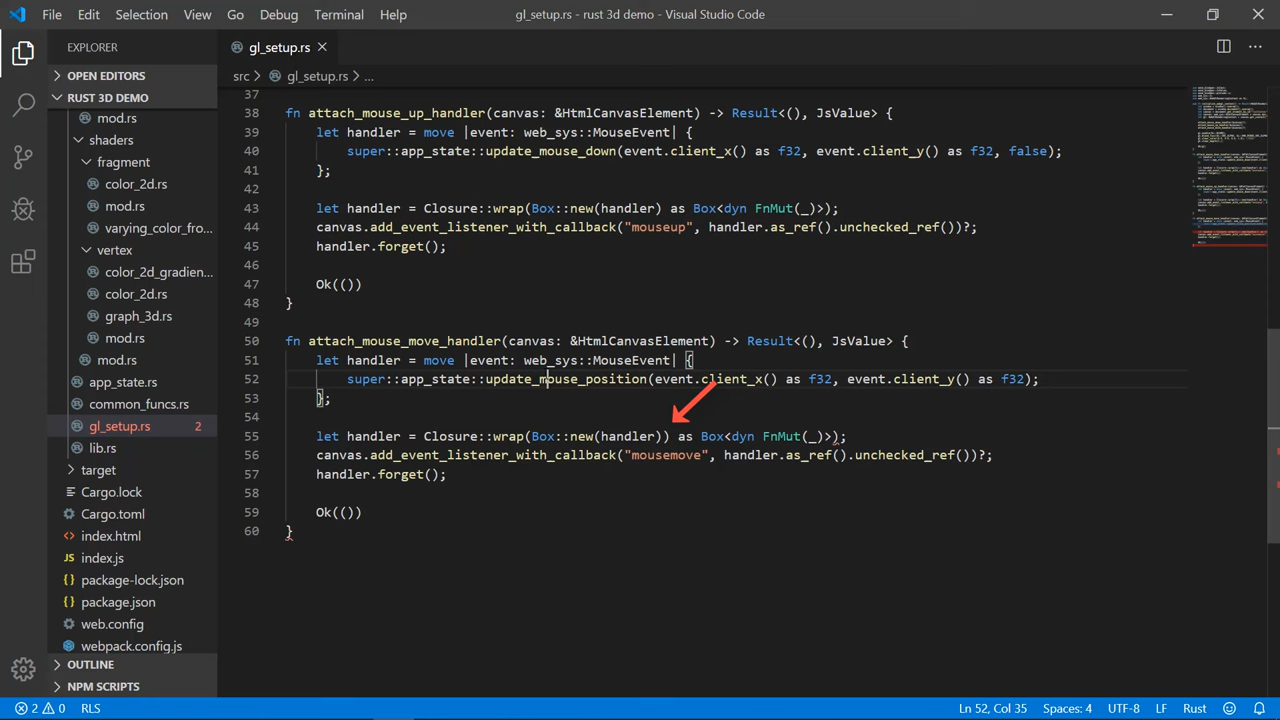 File Edit Selection View Go Debug Terminal Help gl_setup.rs - rust 3d demo - Visual Studio Code
EXPLORER
OPEN EDITORS
RUST 3D DEMO
mod.rs
shaders
fragment
color_2d.rs
mod.rs
varying_color_fro...
vertex
color_2d_gradien...
color_2d.rs
graph_3d.rs
mod.rs
mod.rs
app_state.rs
common_funcs.rs
gl_setup.rs 2
lib.rs
target
Cargo.lock
Cargo.toml
index.html
JS index.js
package-lock.json
package.json
web.config
webpack.config.js
OUTLINE
NPM SCRIPTS
gl_setup.rs
src > gl_setup.rs > ...
37
38 fn attach_mouse_up_handler(canvas: &HtmlCanvasElement) -> Result<(), JsValue> {
39 let handler = move |event: web_sys::MouseEvent| {
40 super::app_state::update_mouse_down(event.client_x() as f32, event.client_y() as f32, false);
41 };
42
43 let handler = Closure::wrap(Box::new(handler) as Box<dyn FnMut(_)>);
44 canvas.add_event_listener_with_callback("mouseup", handler.as_ref().unchecked_ref())?;
45 handler.forget();
46
47 Ok(())
48 }
49
50 fn attach_mouse_move_handler(canvas: &HtmlCanvasElement) -> Result<(), JsValue> {
51 let handler = move |event: web_sys::MouseEvent| {
52 super::app_state::update_mouse_position(event.client_x() as f32, event.client_y() as f32);
53 };
54
55 let handler = Closure::wrap(Box::new(handler)) as Box<dyn FnMut(_)>);
56 canvas.add_event_listener_with_callback("mousemove", handler.as_ref().unchecked_ref())?;
57 handler.forget();
58
59 Ok(())
60 }
2 0 RLS Ln 52, Col 35 Spaces: 4 UTF-8 LF Rust